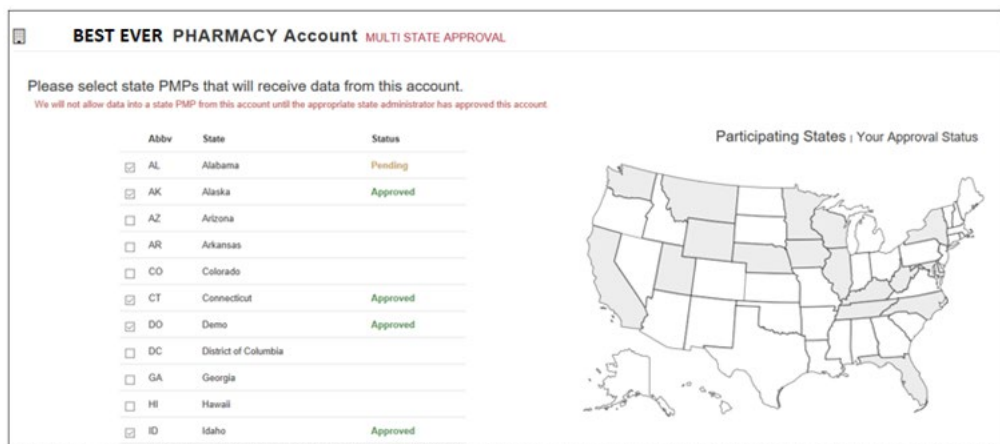 BEST EVER PHARMACY Account MULTI STATE APPROVAL
Please select state PMPs that will receive data from this account.
We will not allow data into a state PMP from this account until the appropriate state administrator has approved this account.
Abbv State Status
AL Alabama Pending
AK Alaska Approved
AZ Arizona
AR Arkansas
CO Colorado
CT Connecticut Approved
DO Demo Approved
DC District of Columbia
GA Georgia
HI Hawaii
ID Idaho Approved
Participating States | Your Approval Status